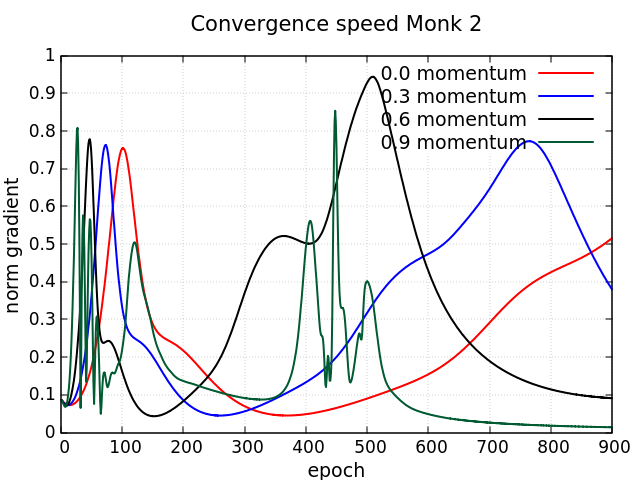 Convergence speed Monk 2
1
0.9
0.8
0.7
0.6
0.5
0.4
0.3
0.2
0.1
0
norm gradient
0.0 momentum
0.3 momentum
0.6 momentum
0.9 momentum
0 100 200 300 400 500 600 700 800 900
epoch